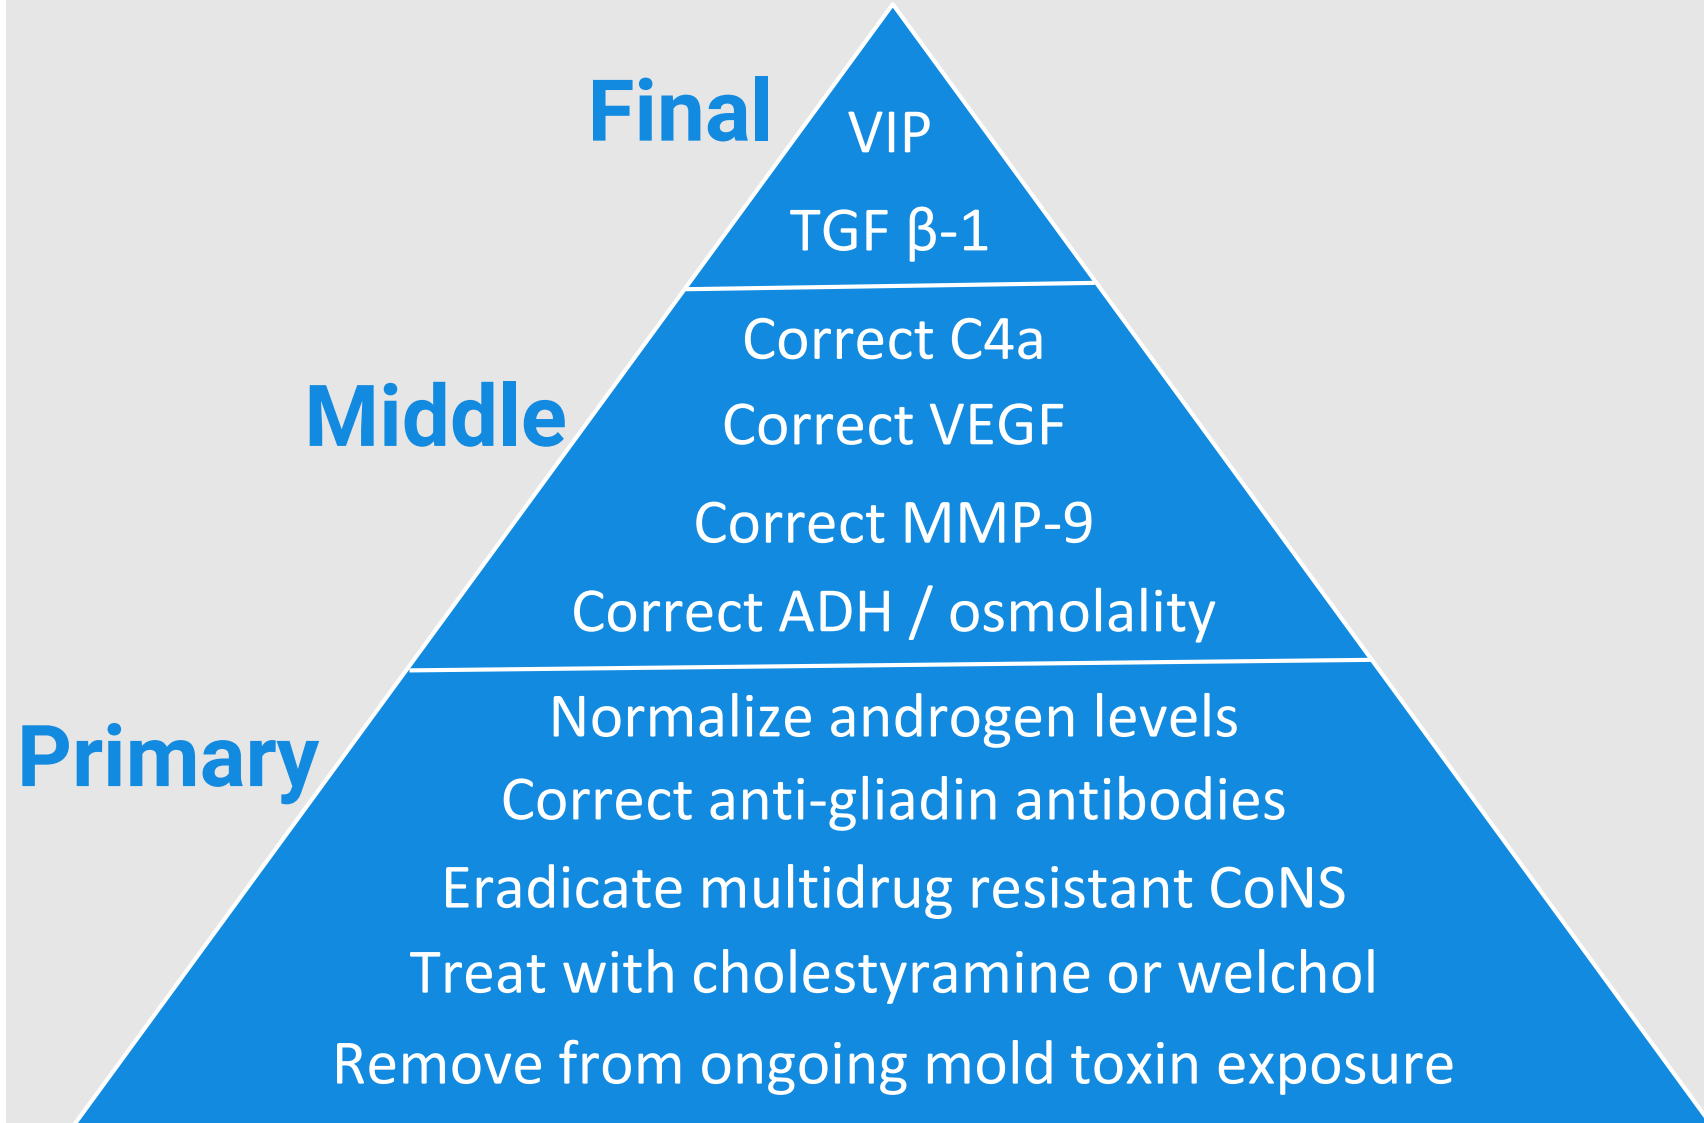 Final
VIP
TGF β-1
Middle
Correct C4a
Correct VEGF
Correct MMP-9
Correct ADH / osmolality
Primary
Normalize androgen levels
Correct anti-gliadin antibodies
Eradicate multidrug resistant CoNS
Treat with cholestyramine or welchol
Remove from ongoing mold toxin exposure